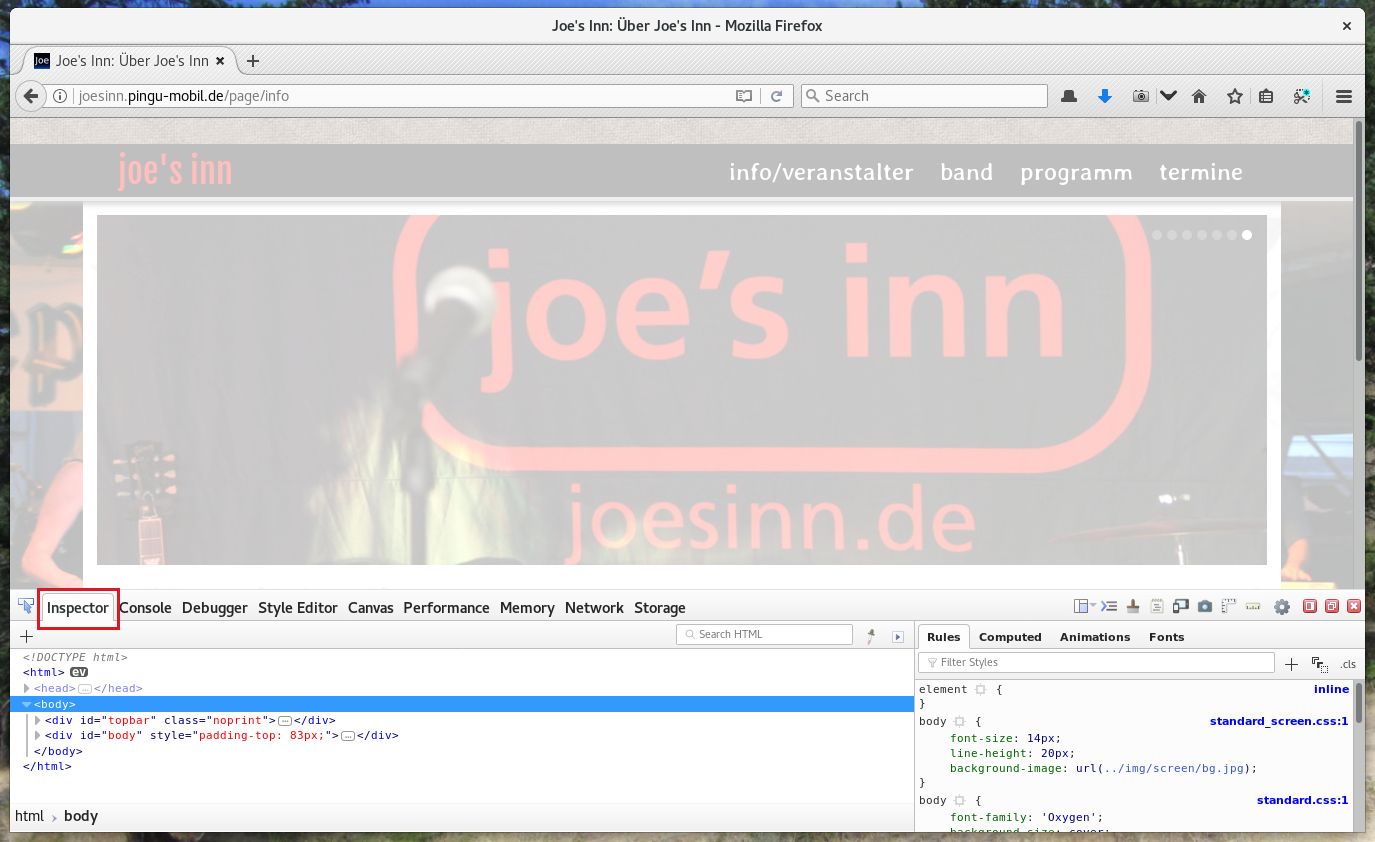 Joe's Inn: Über Joe's Inn - Mozilla Firefox
Joe Joe's Inn: Über Joe's Inn
joesinn.pingu-mobil.de/page/info
Search
joe's inn
info/veranstalter band programm termine
joe's inn
joesinn.de
Inspector Console Debugger Style Editor Canvas Performance Memory Network Storage
Search HTML
Rules Computed Animations Fonts
<!DOCTYPE html>
<html> ev
<head></head>
<body>
<div id="topbar" class="noprint"></div>
<div id="body" style="padding-top: 83px;"></div>
</body>
</html>
html › body
Filter Styles
.cls
element { inline
}
body { standard_screen.css:1
font-size: 14px;
line-height: 20px;
background-image: url(../img/screen/bg.jpg);
}
body { standard.css:1
font-family: 'Oxygen';
background-size: cover;